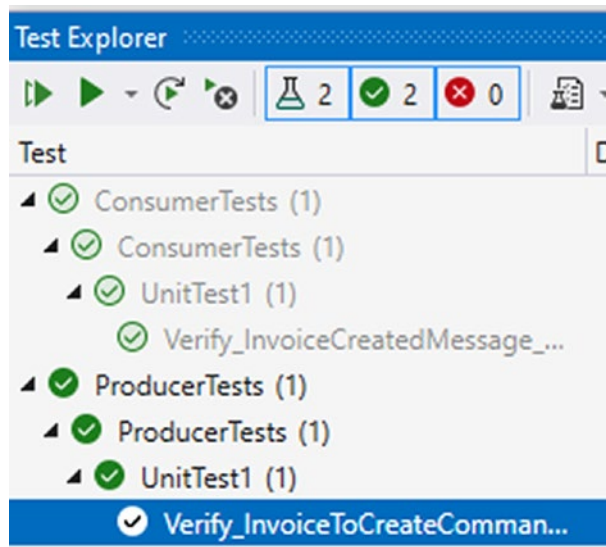 Test Explorer
2 2 0
Test
ConsumerTests (1)
ConsumerTests (1)
UnitTest1 (1)
Verify_InvoiceCreatedMessage_...
ProducerTests (1)
ProducerTests (1)
UnitTest1 (1)
Verify_InvoiceToCreateComman...